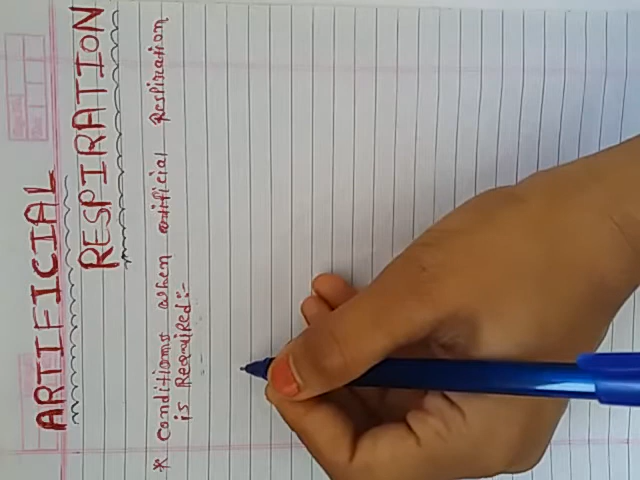 ARTIFICIAL
RESPIRATION
* Conditions when artificial Respiration
is Required:-